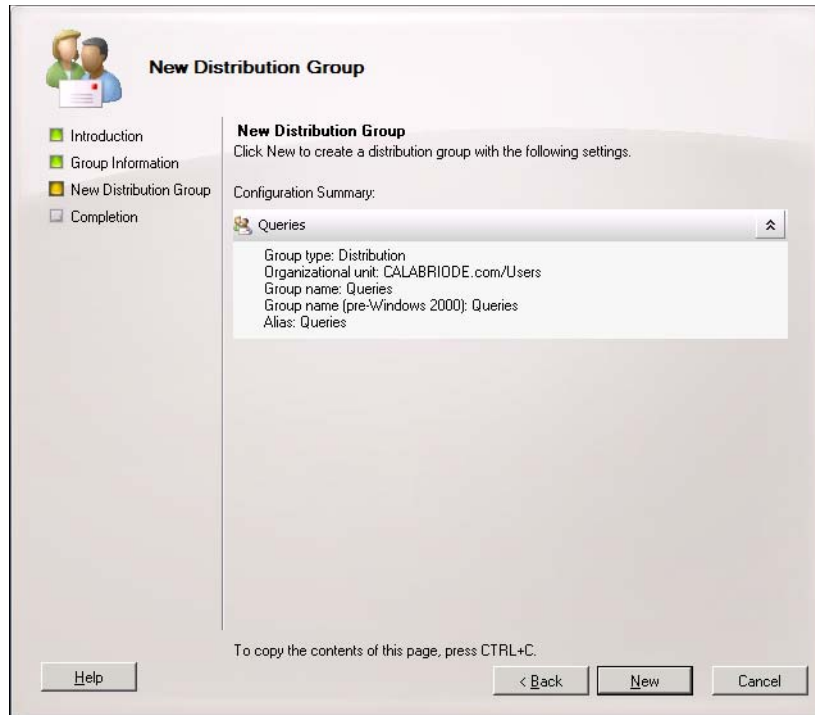 New Distribution Group
Introduction
Group Information
New Distribution Group
Completion
New Distribution Group
Click New to create a distribution group with the following settings.
Configuration Summary:
Queries
Group type: Distribution
Organizational unit: CALABRIODE.com/Users
Group name: Queries
Group name (pre-Windows 2000): Queries
Alias: Queries
To copy the contents of this page, press CTRL+C.
Help
< Back
New
Cancel